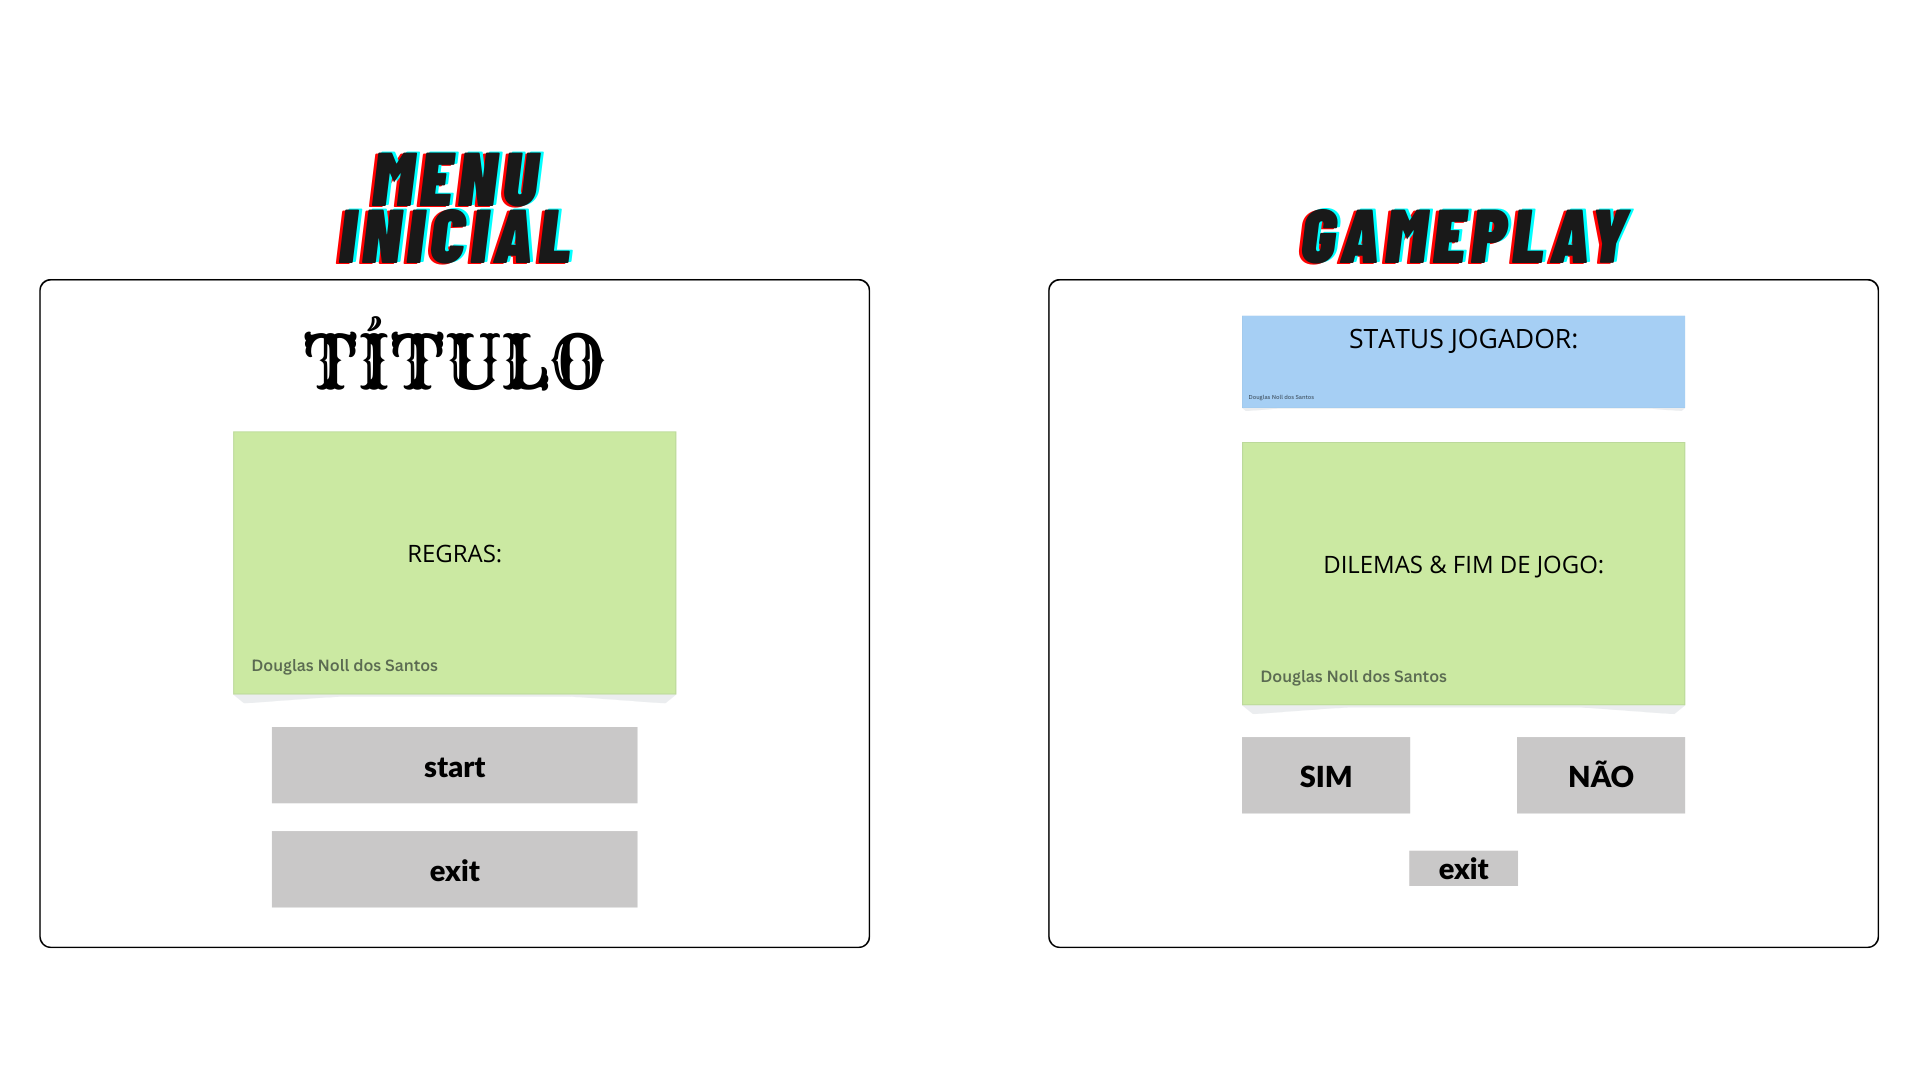 MENU
INICIAL
TÍTULO
REGRAS:
Douglas Noll dos Santos
start
exit
GAMEPLAY
STATUS JOGADOR:
Douglas Noll dos Santos
DILEMAS & FIM DE JOGO:
Douglas Noll dos Santos
SIM
NÃO
exit